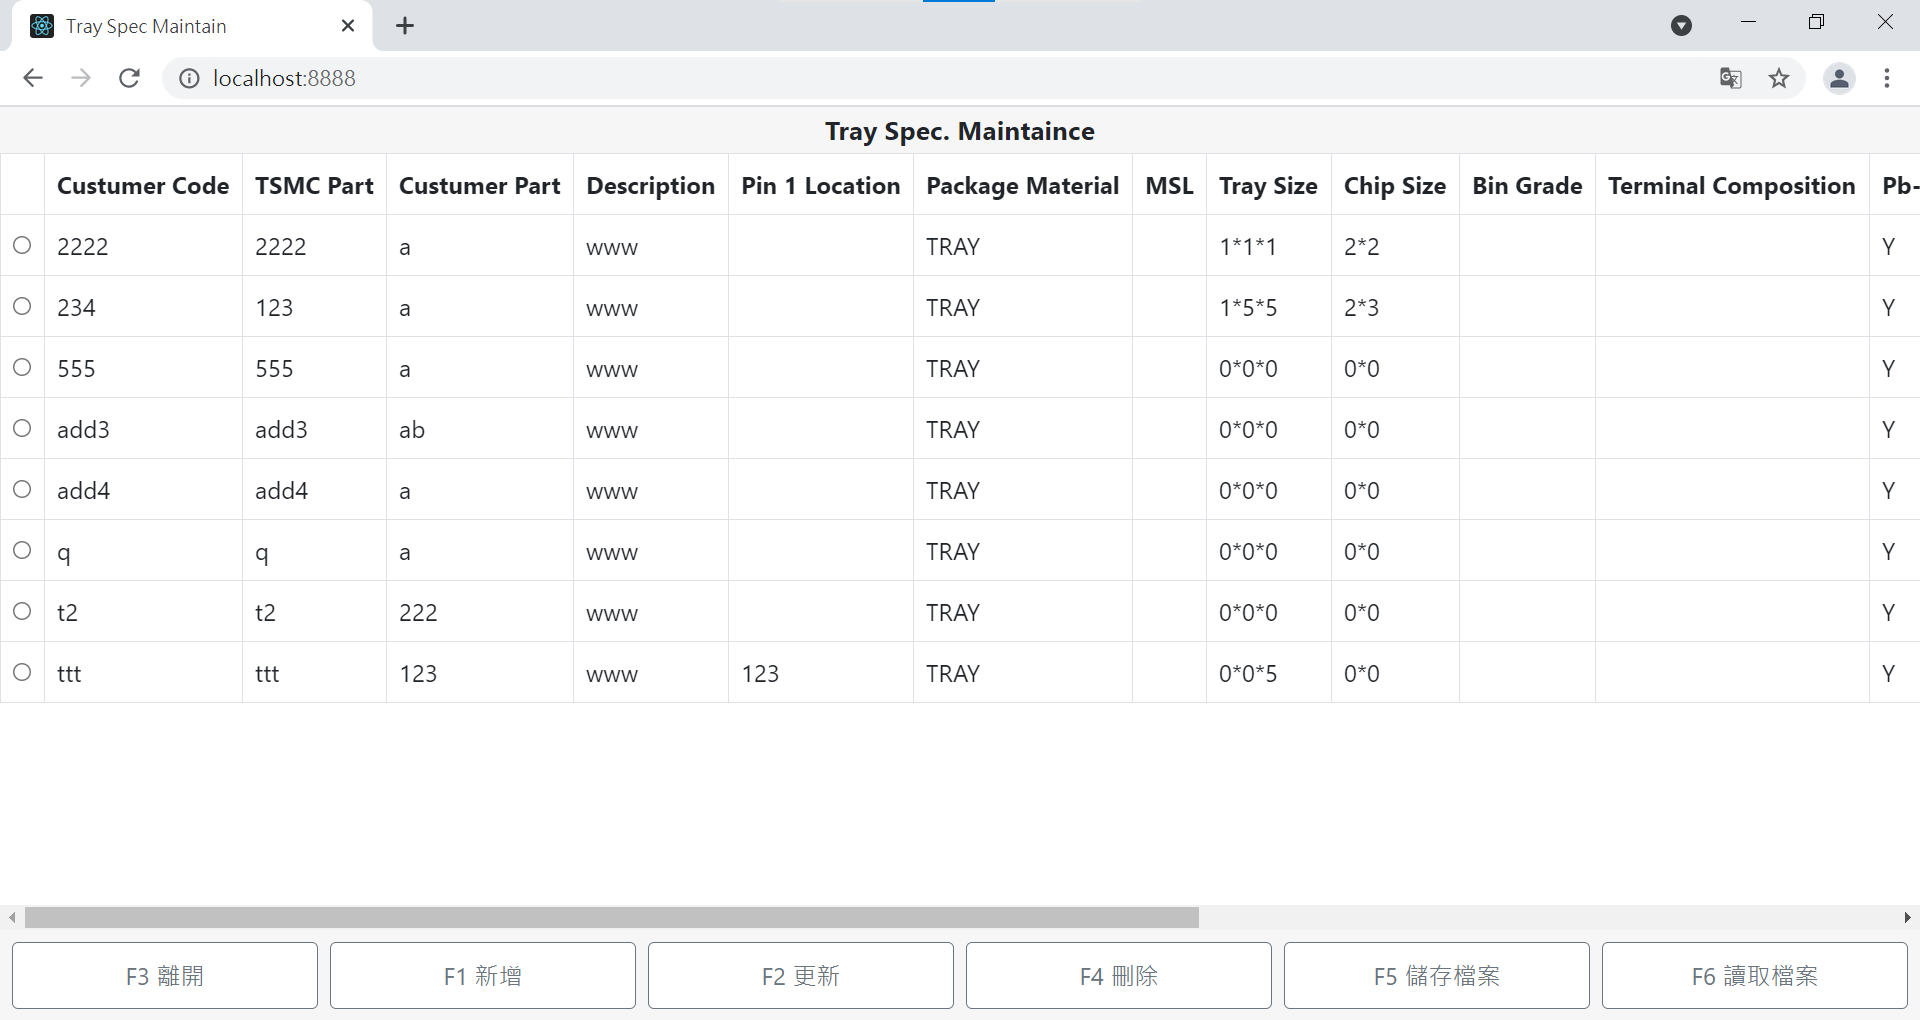 Tray Spec Maintain
localhost:8888
Tray Spec. Maintaince
Custumer Code TSMC Part Custumer Part Description Pin 1 Location Package Material MSL Tray Size Chip Size Bin Grade Terminal Composition Pb-
2222 2222 a www TRAY 1*1*1 2*2 Y
234 123 a www TRAY 1*5*5 2*3 Y
555 555 a www TRAY 0*0*0 0*0 Y
add3 add3 ab www TRAY 0*0*0 0*0 Y
add4 add4 a www TRAY 0*0*0 0*0 Y
q q a www TRAY 0*0*0 0*0 Y
t2 t2 222 www TRAY 0*0*0 0*0 Y
ttt ttt 123 www 123 TRAY 0*0*5 0*0 Y
F3 離開 F1 新增 F2 更新 F4 刪除 F5 儲存檔案 F6 讀取檔案